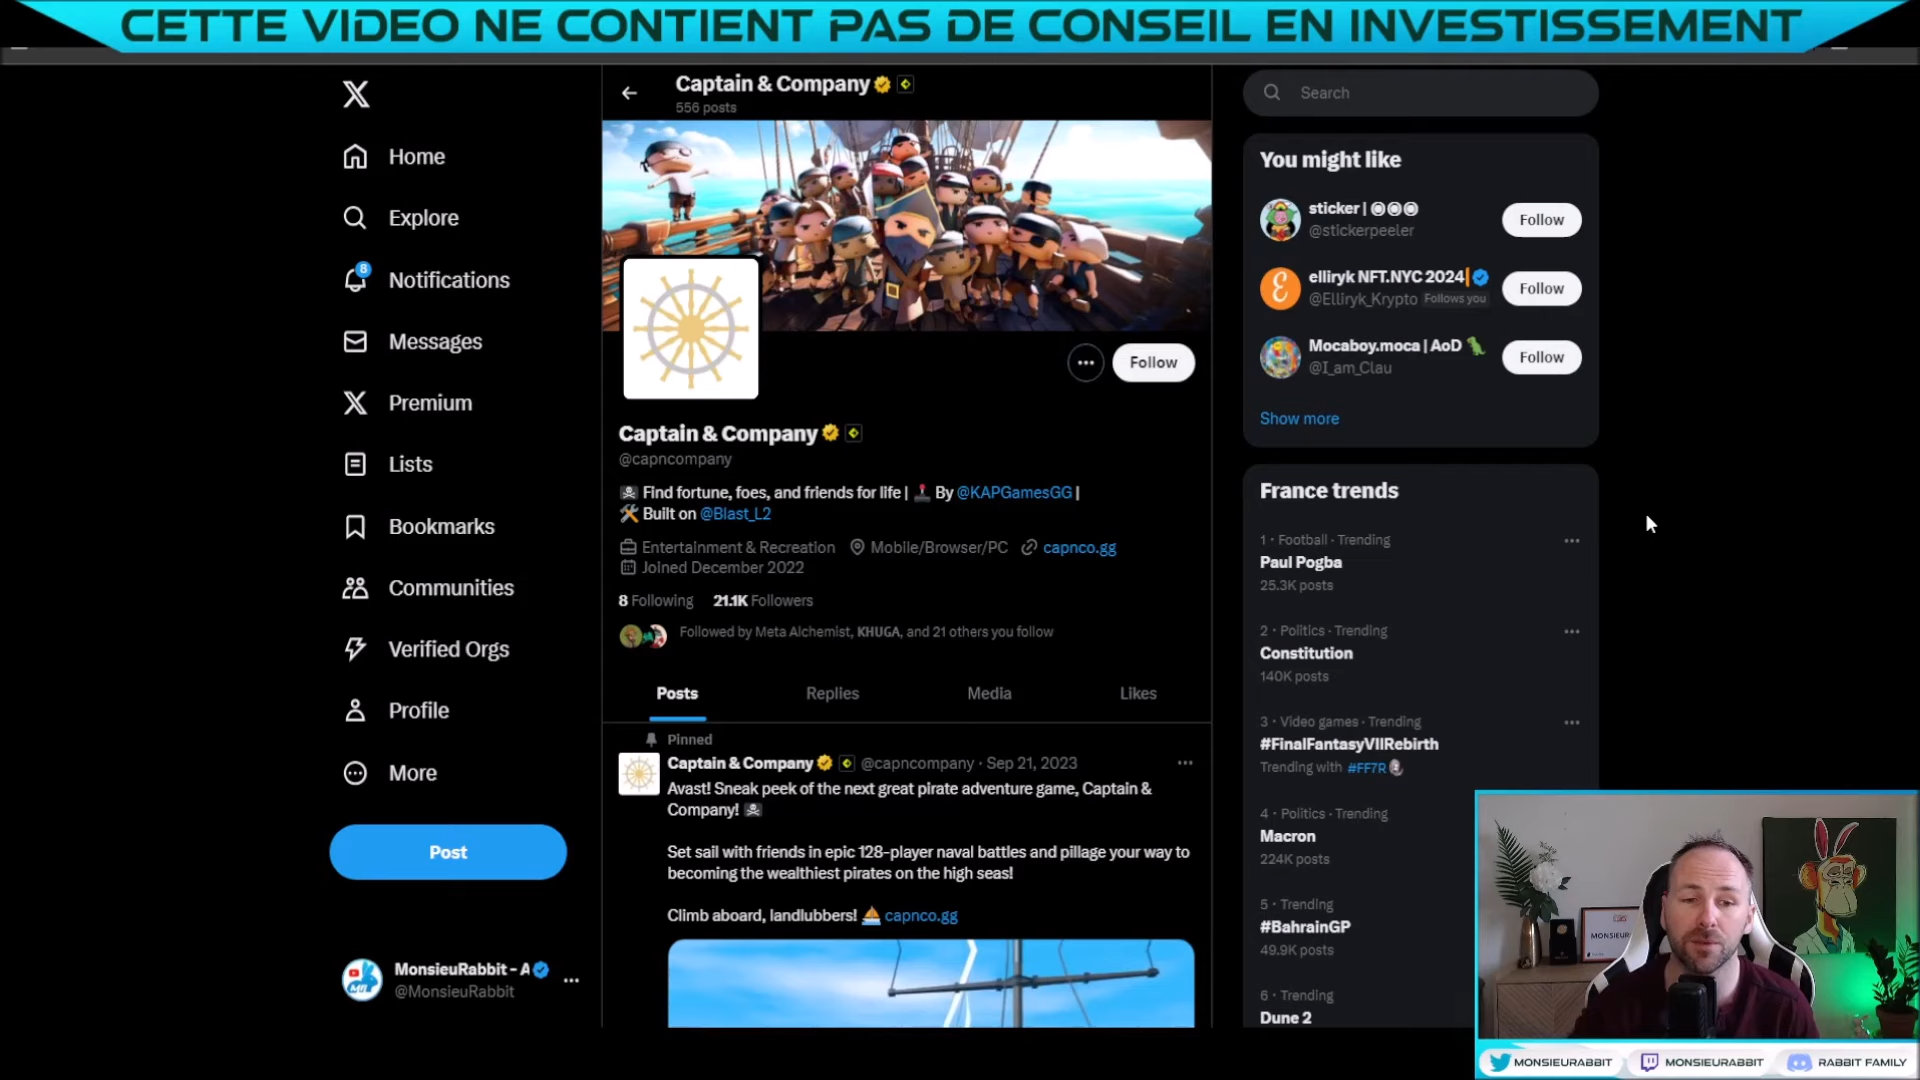 CETTE VIDEO NE CONTIENT PAS DE CONSEIL EN INVESTISSEMENT
Home
Explore
8
Notifications
Messages
Premium
Lists
Bookmarks
Communities
Verified Orgs
Profile
More
Post
MonsieurRabbit - A
@MonsieuRabbit
Captain & Company
556 posts
Follow
Captain & Company
@capncompany
Find fortune, foes, and friends for life | By @KAPGamesGG |
Built on @Blast_L2
Entertainment & Recreation Mobile/Browser/PC capnco.gg
Joined December 2022
8 Following 21.1K Followers
Followed by Meta Alchemist, KHUGA, and 21 others you follow
Posts Replies Media Likes
Pinned
Captain & Company @capncompany · Sep 21, 2023
Avast! Sneak peek of the next great pirate adventure game, Captain &
Company!
Set sail with friends in epic 128-player naval battles and pillage your way to
becoming the wealthiest pirates on the high seas!
Climb aboard, landlubbers! capnco.gg
Search
You might like
sticker |
@stickerpeeler
Follow
elliryk NFT.NYC 2024
@Elliryk_Krypto Follows you
Follow
Mocaboy.moca | AoD
@I_am_Clau
Follow
Show more
France trends
1 · Football · Trending
Paul Pogba
25.3K posts
2 · Politics · Trending
Constitution
140K posts
3 · Video games · Trending
#FinalFantasyVIIRebirth
Trending with #FF7R
4 · Politics · Trending
Macron
224K posts
5 · Trending
#BahrainGP
49.9K posts
6 · Trending
Dune 2
MONSIEURABBIT MONSIEURABBIT RABBIT FAMILY